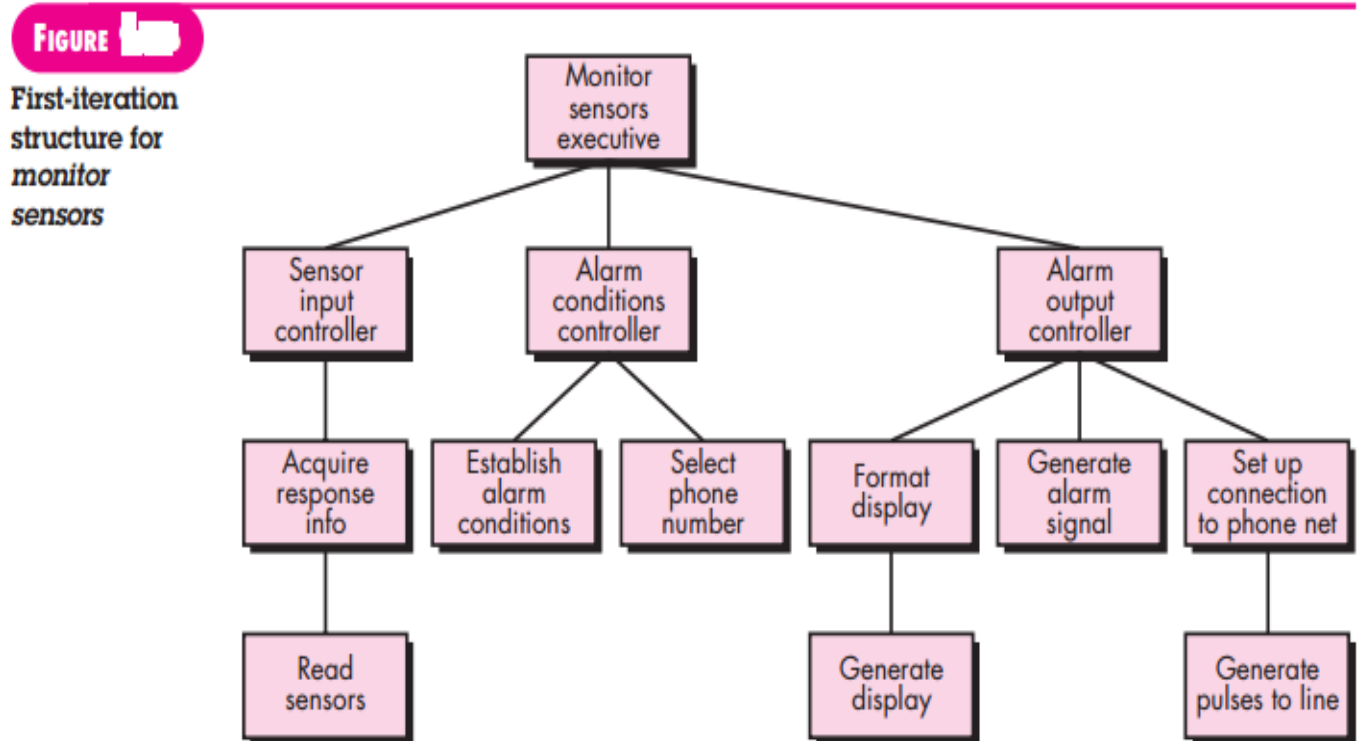 FIGURE
First-iteration
structure for
monitor
sensors
Monitor
sensors
executive
Sensor
input
controller
Alarm
conditions
controller
Alarm
output
controller
Acquire
response
info
Establish
alarm
conditions
Select
phone
number
Format
display
Generate
alarm
signal
Set up
connection
to phone net
Read
sensors
Generate
display
Generate
pulses to line